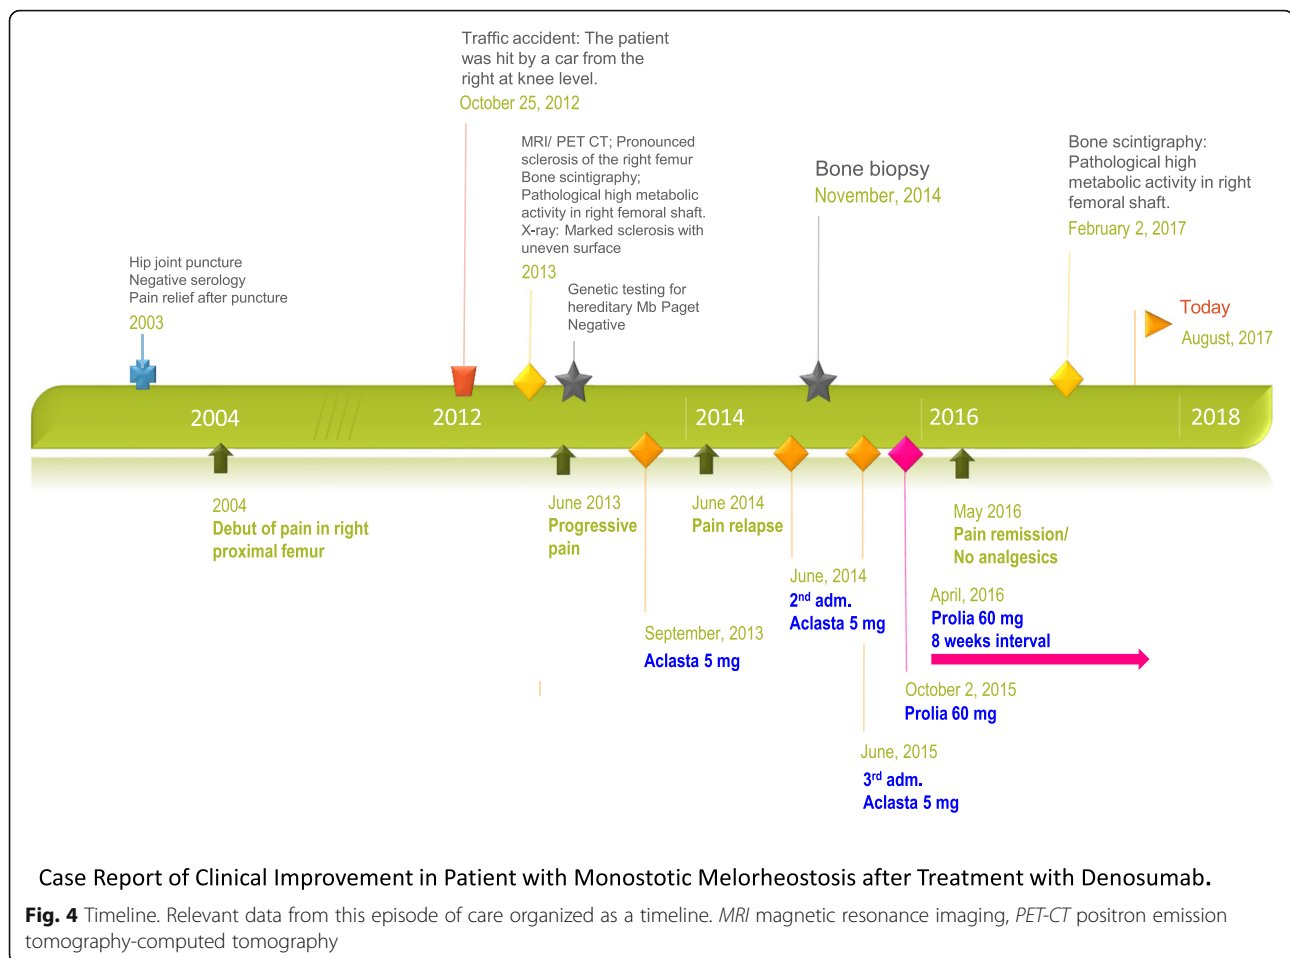 Traffic accident: The patient
was hit by a car from the
right at knee level.
October 25, 2012
MRI/ PET CT; Pronounced
sclerosis of the right femur
Bone scintigraphy;
Pathological high metabolic
activity in right femoral shaft.
X-ray: Marked sclerosis with
uneven surface
2013
Bone biopsy
November, 2014
Bone scintigraphy:
Pathological high
metabolic activity in right
femoral shaft.
February 2, 2017
Hip joint puncture
Negative serology
Pain relief after puncture
2003
Genetic testing for
hereditary Mb Paget
Negative
Today
August, 2017
2004
2012
2014
2016
2018
2004
Debut of pain in right
proximal femur
June 2013
Progressive
pain
June 2014
Pain relapse
May 2016
Pain remission/
No analgesics
June, 2014
2nd adm.
Aclasta 5 mg
April, 2016
Prolia 60 mg
8 weeks interval
September, 2013
Aclasta 5 mg
October 2, 2015
Prolia 60 mg
June, 2015
3rd adm.
Aclasta 5 mg
Case Report of Clinical Improvement in Patient with Monostotic Melorheostosis after Treatment with Denosumab.
Fig. 4 Timeline. Relevant data from this episode of care organized as a timeline. MRI magnetic resonance imaging, PET-CT positron emission
tomography-computed tomography